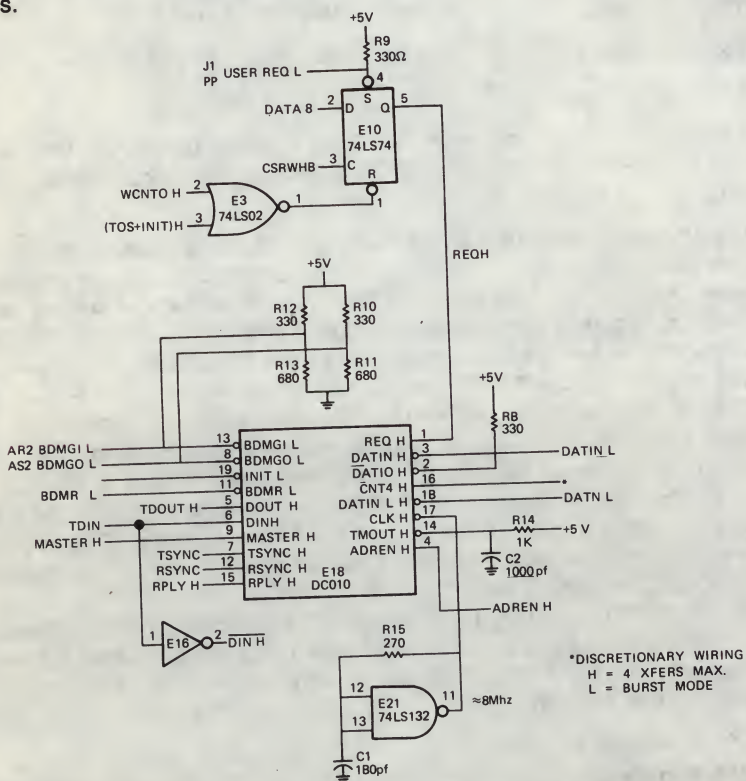 s.
+5V
R9
330Ω
J1
PP USER REQ L
4
S
DATA 8 2 D Q 5
E10
74LS74
CSRWHB 3 C
R
1
WCNTO H 2
E3
74LS02
1
(TOS+INIT)H 3
REQH
+5V
R12
330
R10
330
R13
680
R11
680
+5V
RB
330
AR2 BDMGI L 13 BDMGI L
REQ H 1
AS2 BDMGO L 8 BDMGO L
DATIN H 3 DATIN L
19 INIT L
DATIO H 2
BDMR L 11 BDMR L
CNT4 H 16 *
TDOUT H 5 DOUT H
DATIN L H 18 DATN L
TDIN 6 DINH
CLK H 17
MASTER H 9 MASTER H
TMOUT H 14
R14
1K
+5 V
TSYNC 7 TSYNC H
ADREN H 4
RSYNC 12 RSYNC H
RPLY H 15 RPLY H
E18
DC010
C2
1000pf
ADREN H
1 E16 2 DIN H
R15
270
12
13
E21
74LS132
11
≈8Mhz
C1
180pf
*DISCRETIONARY WIRING
H = 4 XFERS MAX.
L = BURST MODE